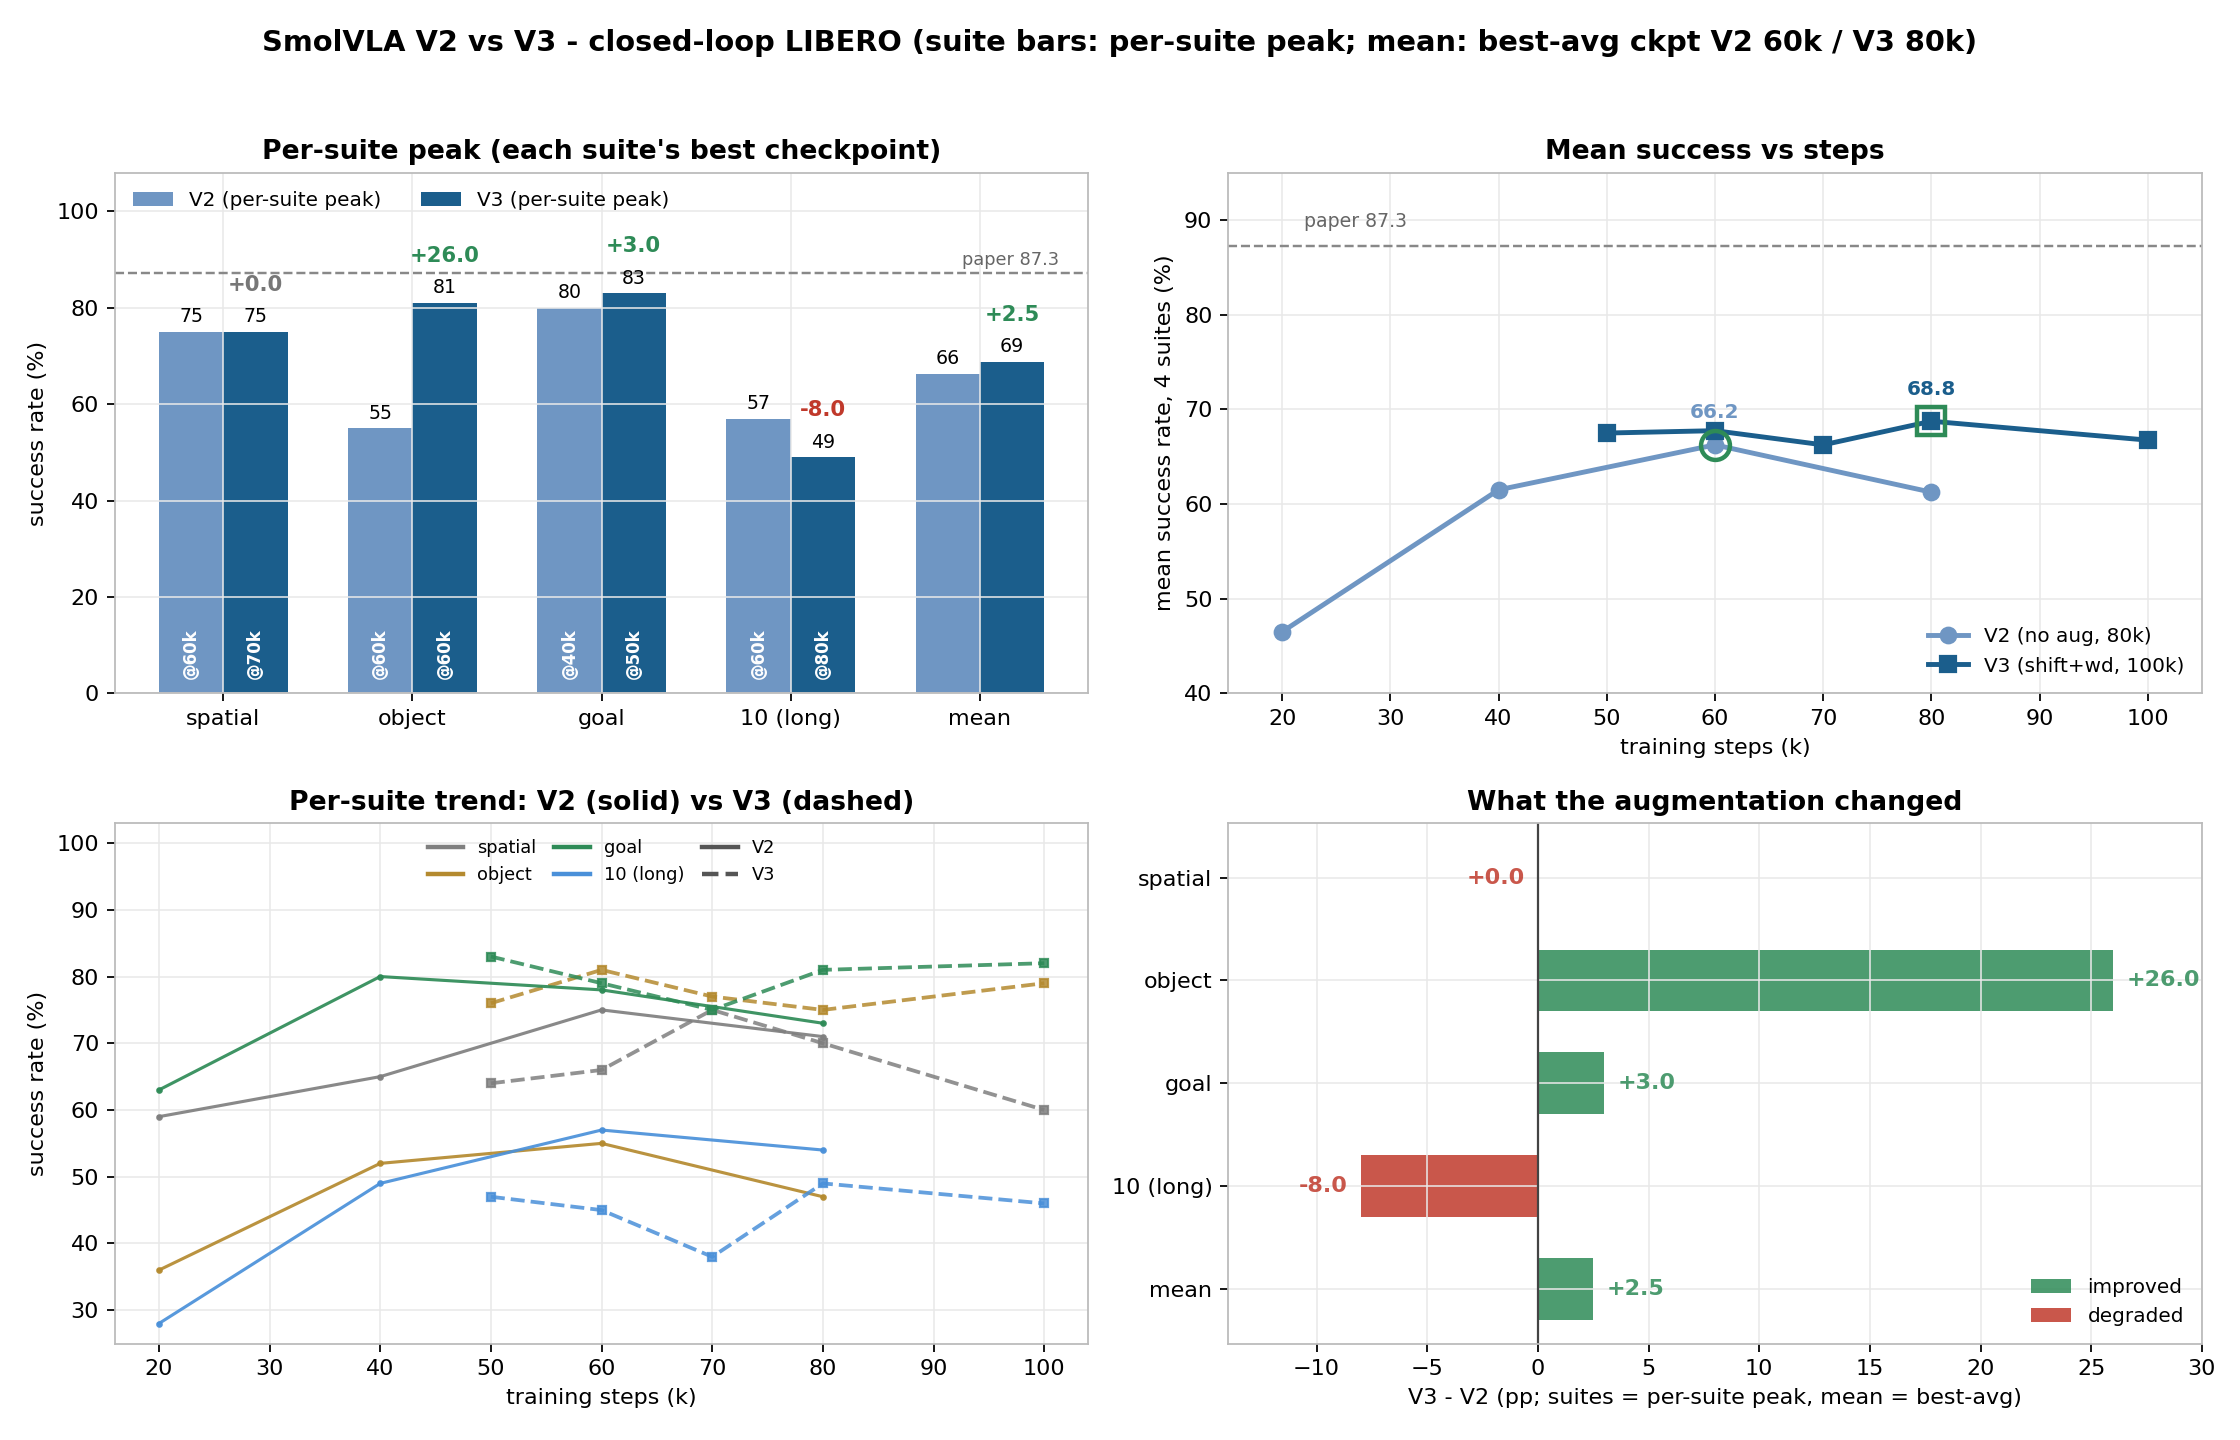 SmolVLA V2 vs V3 - closed-loop LIBERO (suite bars: per-suite peak; mean: best-avg ckpt V2 60k / V3 80k)
Per-suite peak (each suite's best checkpoint)
V2 (per-suite peak) V3 (per-suite peak)
success rate (%)
100
80
60
40
20
0
paper 87.3
+0.0
+26.0
+3.0
-8.0
+2.5
75 75
55 81
80 83
57 49
66 69
@60k @70k
@60k @60k
@40k @50k
@60k @80k
spatial object goal 10 (long) mean
Mean success vs steps
mean success rate, 4 suites (%)
90
80
70
60
50
40
paper 87.3
66.2
68.8
V2 (no aug, 80k)
V3 (shift+wd, 100k)
20 30 40 50 60 70 80 90 100
training steps (k)
Per-suite trend: V2 (solid) vs V3 (dashed)
spatial goal V2
object 10 (long) V3
success rate (%)
100
90
80
70
60
50
40
30
20 30 40 50 60 70 80 90 100
training steps (k)
What the augmentation changed
spatial +0.0
object +26.0
goal +3.0
10 (long) -8.0
mean +2.5
improved
degraded
−10 −5 0 5 10 15 20 25 30
V3 - V2 (pp; suites = per-suite peak, mean = best-avg)